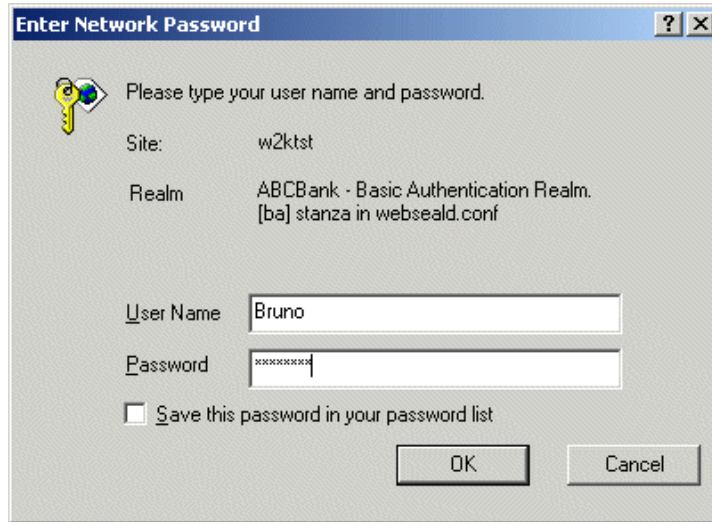 Enter Network Password
? X
Please type your user name and password.
Site: w2ktst
Realm ABCBank - Basic Authentication Realm.
[ba] stanza in webseald.conf
User Name Bruno
Password ********
Save this password in your password list
OK Cancel